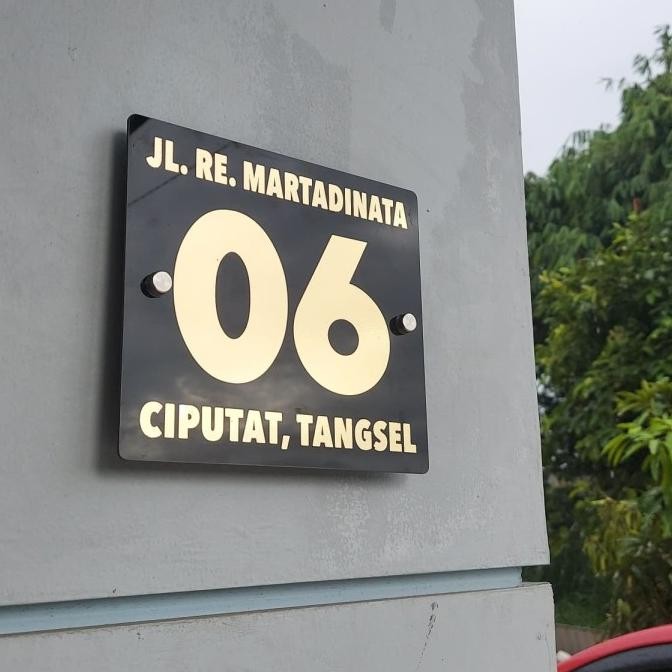 JL. RE. MARTADINATA
06
CIPUTAT, TANGSEL